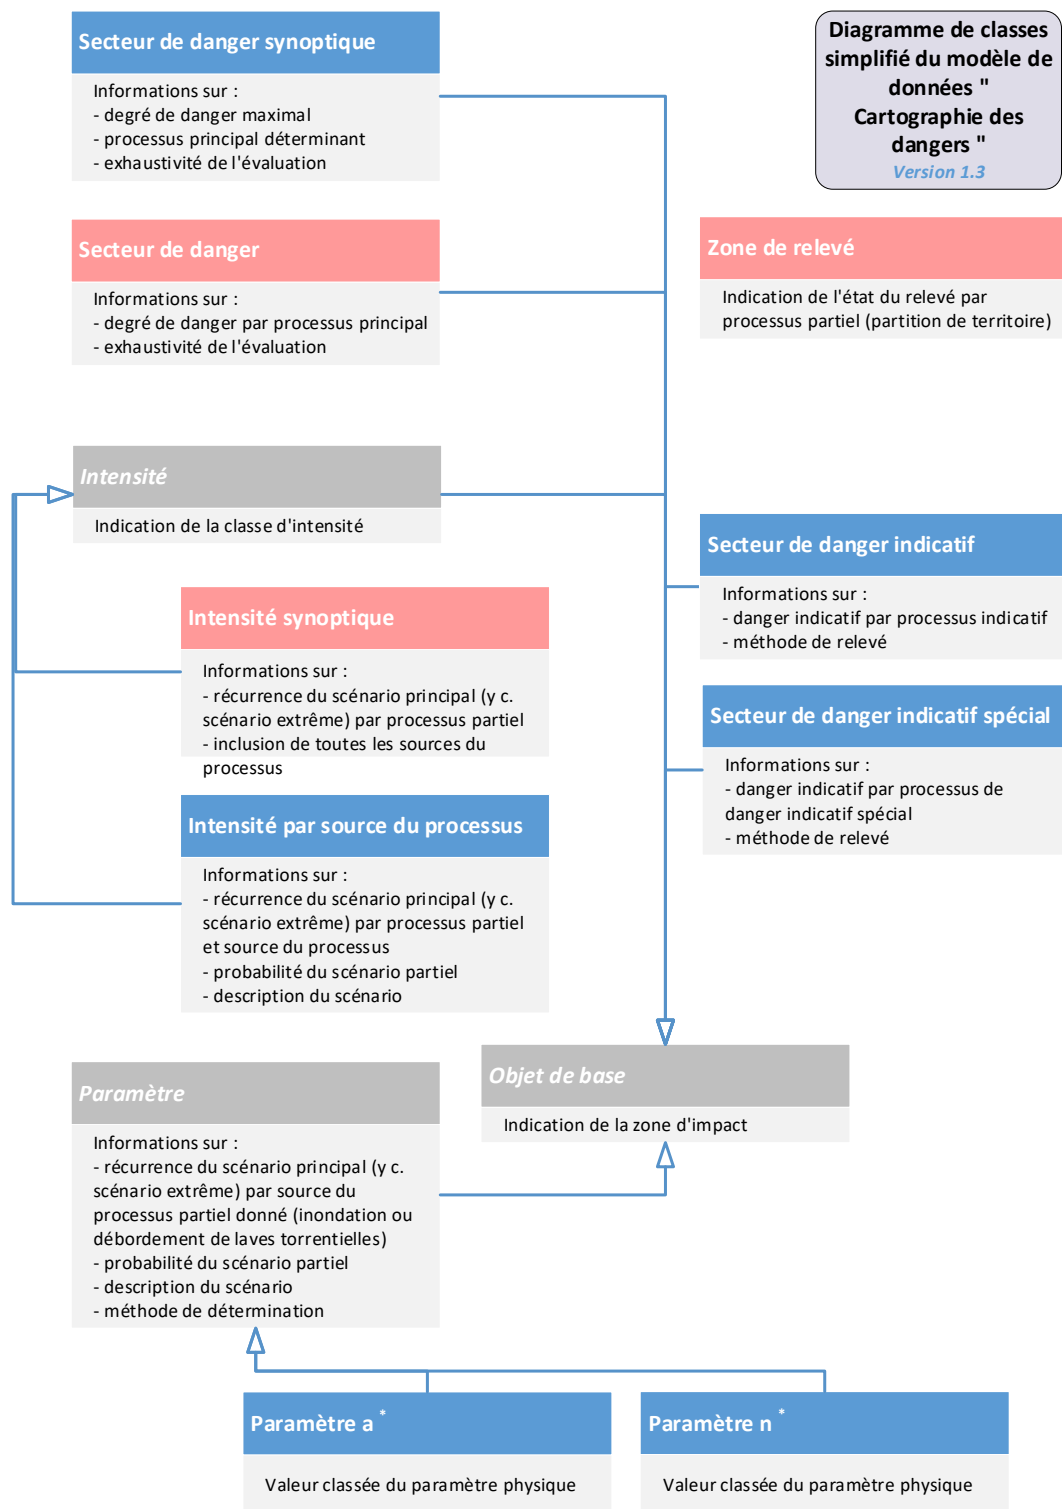 Diagramme de classes
simplifié du modèle de
données "
Cartographie des
dangers "
Version 1.3
Secteur de danger synoptique
Informations sur :
- degré de danger maximal
- processus principal déterminant
- exhaustivité de l'évaluation
Secteur de danger
Informations sur :
- degré de danger par processus principal
- exhaustivité de l'évaluation
Zone de relevé
Indication de l'état du relevé par
processus partiel (partition de territoire)
Intensité
Indication de la classe d'intensité
Intensité synoptique
Informations sur :
- récurrence du scénario principal (y c.
scénario extrême) par processus partiel
- inclusion de toutes les sources du
processus
Intensité par source du processus
Informations sur :
- récurrence du scénario principal (y c.
scénario extrême) par processus partiel
et source du processus
- probabilité du scénario partiel
- description du scénario
Secteur de danger indicatif
Informations sur :
- danger indicatif par processus indicatif
- méthode de relevé
Secteur de danger indicatif spécial
Informations sur :
- danger indicatif par processus de
danger indicatif spécial
- méthode de relevé
Objet de base
Indication de la zone d'impact
Paramètre
Informations sur :
- récurrence du scénario principal (y c.
scénario extrême) par source du
processus partiel donné (inondation ou
débordement de laves torrentielles)
- probabilité du scénario partiel
- description du scénario
- méthode de détermination
Paramètre a *
Valeur classée du paramètre physique
Paramètre n *
Valeur classée du paramètre physique